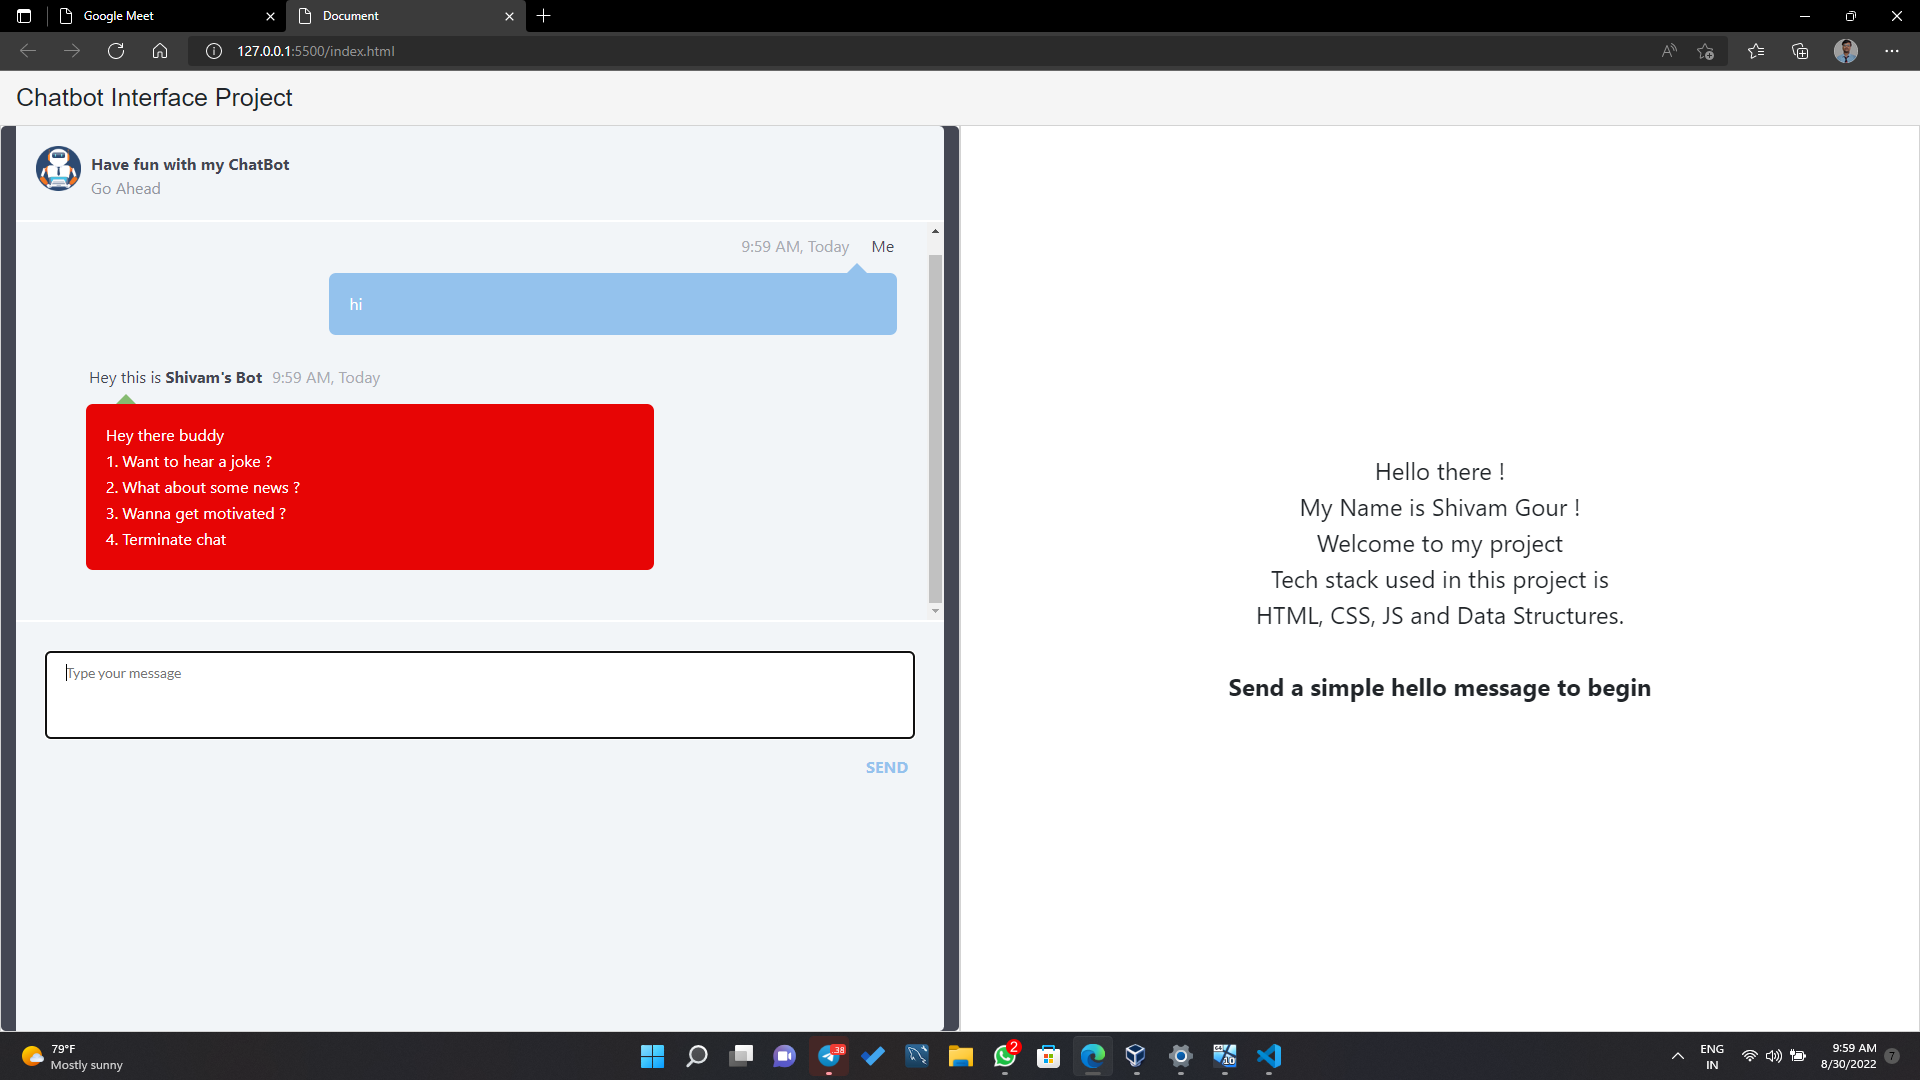 Google Meet
Document
127.0.0.1:5500/index.html
Chatbot Interface Project
Have fun with my ChatBot
Go Ahead
9:59 AM, Today Me
hi
Hey this is Shivam's Bot 9:59 AM, Today
Hey there buddy
1. Want to hear a joke ?
2. What about some news ?
3. Wanna get motivated ?
4. Terminate chat
Type your message
SEND
Hello there !
My Name is Shivam Gour !
Welcome to my project
Tech stack used in this project is
HTML, CSS, JS and Data Structures.
Send a simple hello message to begin
79°F
Mostly sunny
38
2
10
ENG
IN
9:59 AM
8/30/2022
7